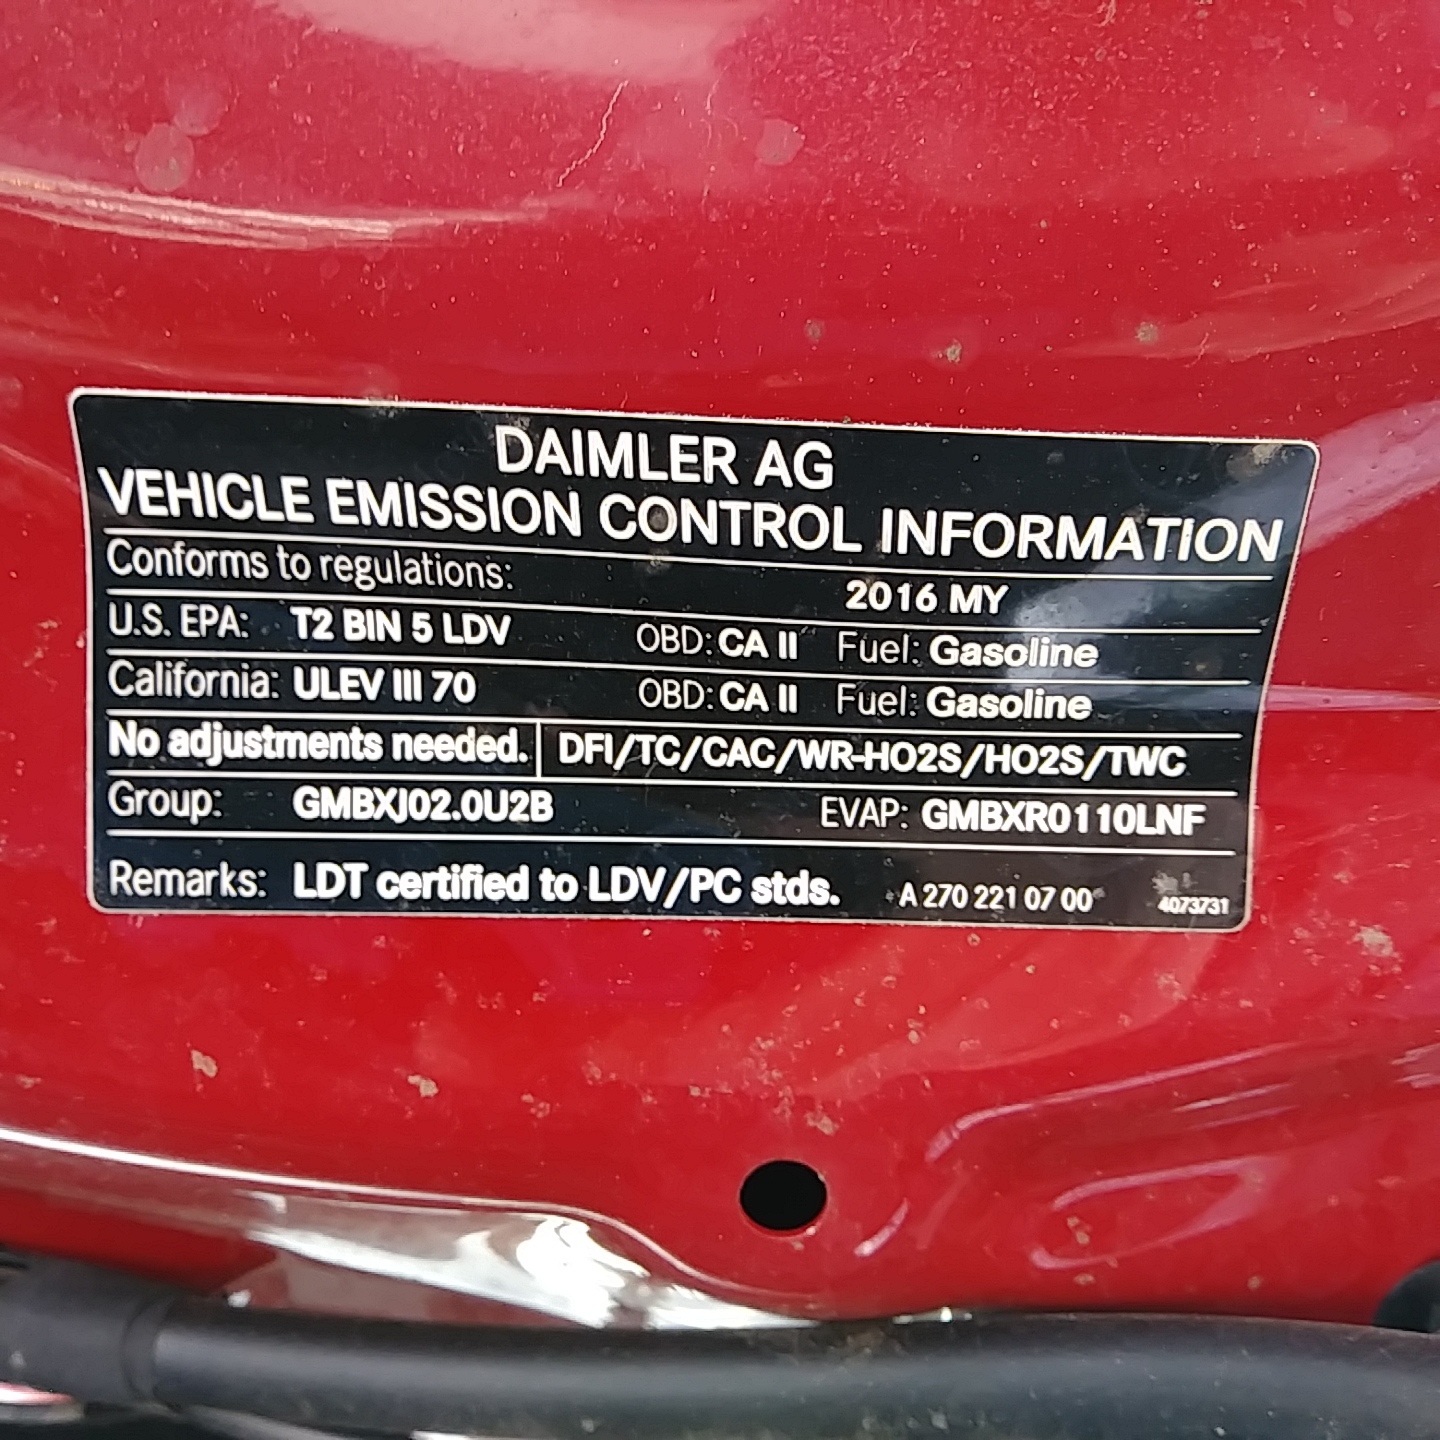 DAIMLER AG
VEHICLE EMISSION CONTROL INFORMATION
Conforms to regulations: 2016 MY
U.S. EPA: T2 BIN 5 LDV OBD: CA II Fuel: Gasoline
California: ULEV III 70 OBD: CA II Fuel: Gasoline
No adjustments needed. DFI/TC/CAC/WR-HO2S/HO2S/TWC
Group: GMBXJ02.0U2B EVAP: GMBXR0110LNF
Remarks: LDT certified to LDV/PC stds. A 270 221 07 00 4073731